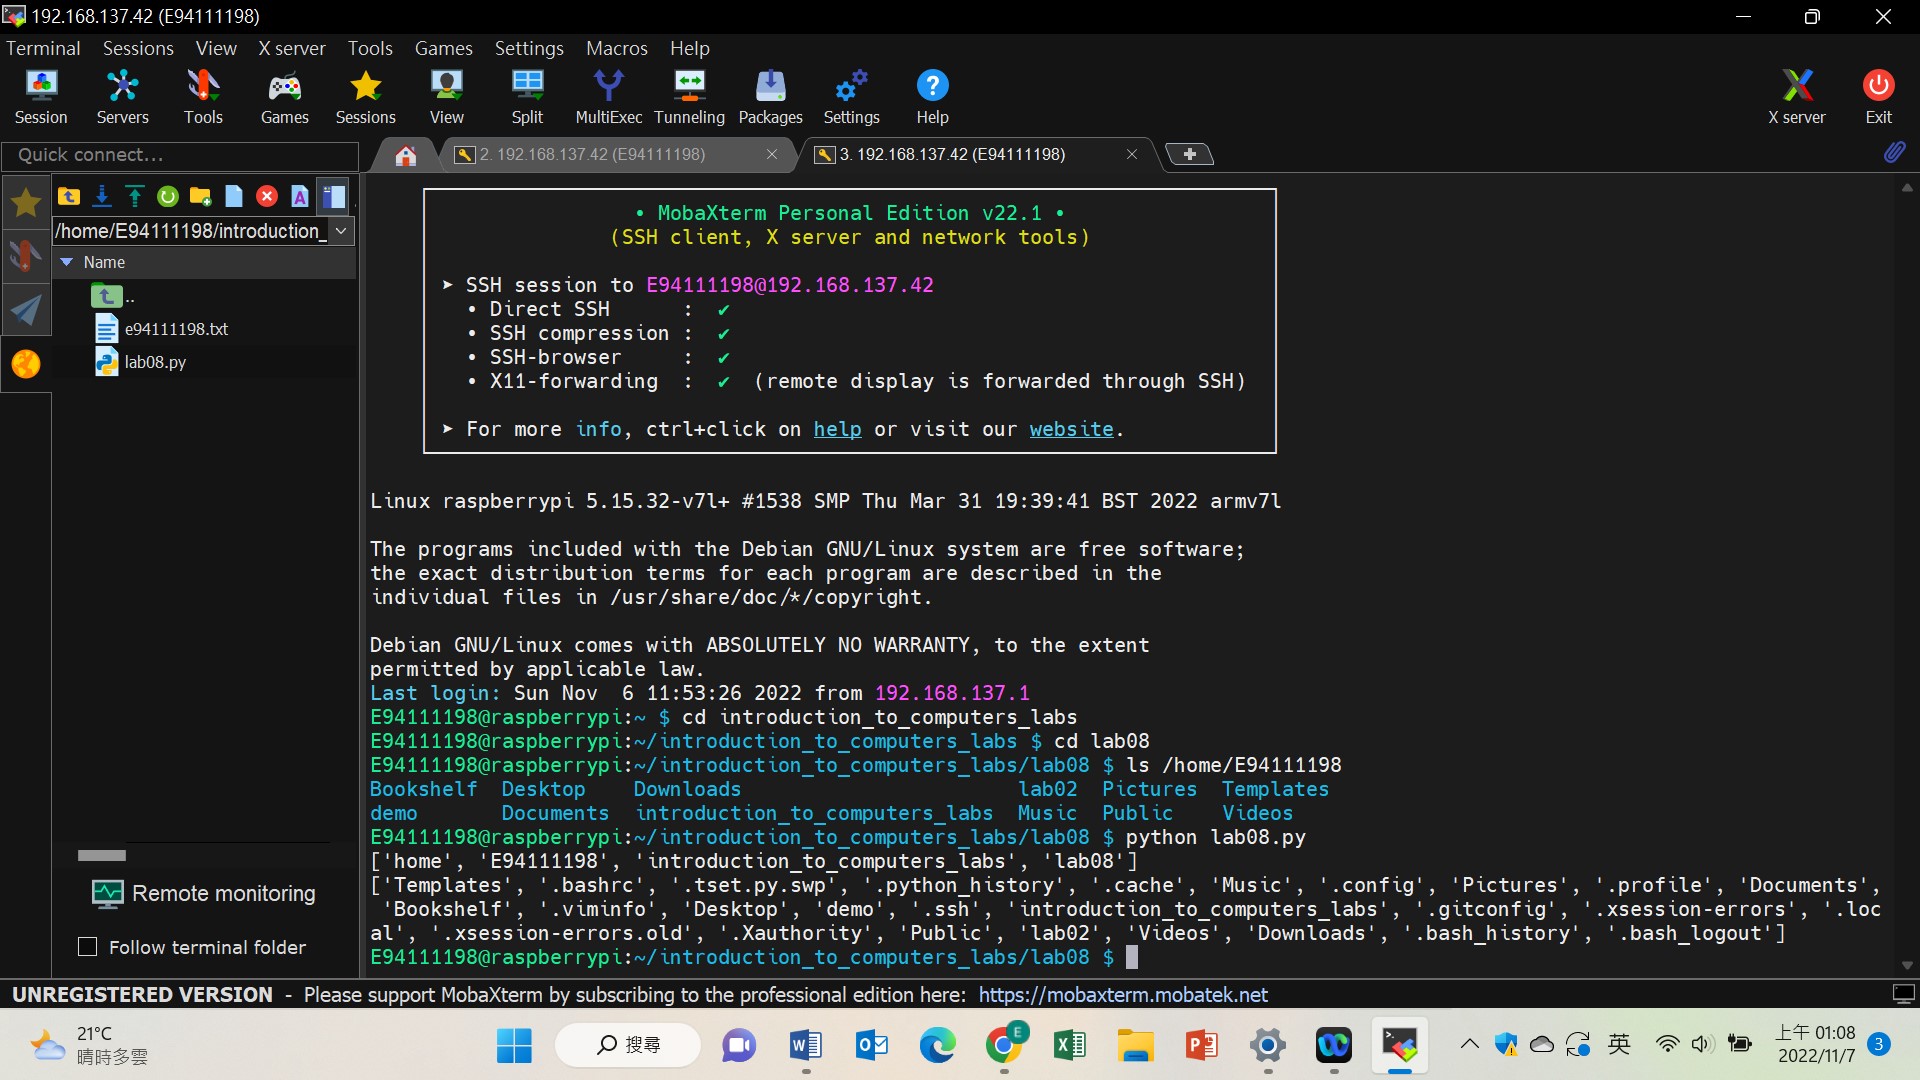 192.168.137.42 (E94111198)
Terminal Sessions View X server Tools Games Settings Macros Help
Session Servers Tools Games Sessions View Split MultiExec Tunneling Packages Settings Help X server Exit
Quick connect...
2. 192.168.137.42 (E94111198)
3. 192.168.137.42 (E94111198)
/home/E94111198/introduction_
Name
..
e94111198.txt
lab08.py
Remote monitoring
Follow terminal folder
• MobaXterm Personal Edition v22.1 •
(SSH client, X server and network tools)
➤ SSH session to E94111198@192.168.137.42
• Direct SSH : ✔
• SSH compression : ✔
• SSH-browser : ✔
• X11-forwarding : ✔ (remote display is forwarded through SSH)
➤ For more info, ctrl+click on help or visit our website.
Linux raspberrypi 5.15.32-v7l+ #1538 SMP Thu Mar 31 19:39:41 BST 2022 armv7l
The programs included with the Debian GNU/Linux system are free software;
the exact distribution terms for each program are described in the
individual files in /usr/share/doc/*/copyright.
Debian GNU/Linux comes with ABSOLUTELY NO WARRANTY, to the extent
permitted by applicable law.
Last login: Sun Nov  6 11:53:26 2022 from 192.168.137.1
E94111198@raspberrypi:~ $ cd introduction_to_computers_labs
E94111198@raspberrypi:~/introduction_to_computers_labs $ cd lab08
E94111198@raspberrypi:~/introduction_to_computers_labs/lab08 $ ls /home/E94111198
Bookshelf Desktop Downloads lab02 Pictures Templates
demo Documents introduction_to_computers_labs Music Public Videos
E94111198@raspberrypi:~/introduction_to_computers_labs/lab08 $ python lab08.py
['home', 'E94111198', 'introduction_to_computers_labs', 'lab08']
['Templates', '.bashrc', '.tset.py.swp', '.python_history', '.cache', 'Music', '.config', 'Pictures', '.profile', 'Documents',
'Bookshelf', '.viminfo', 'Desktop', 'demo', '.ssh', 'introduction_to_computers_labs', '.gitconfig', '.xsession-errors', '.loc
al', '.xsession-errors.old', '.Xauthority', 'Public', 'lab02', 'Videos', 'Downloads', '.bash_history', '.bash_logout']
E94111198@raspberrypi:~/introduction_to_computers_labs/lab08 $
UNREGISTERED VERSION - Please support MobaXterm by subscribing to the professional edition here: https://mobaxterm.mobatek.net
21°C
晴時多雲
搜尋
E
英
上午 01:08
2022/11/7
3